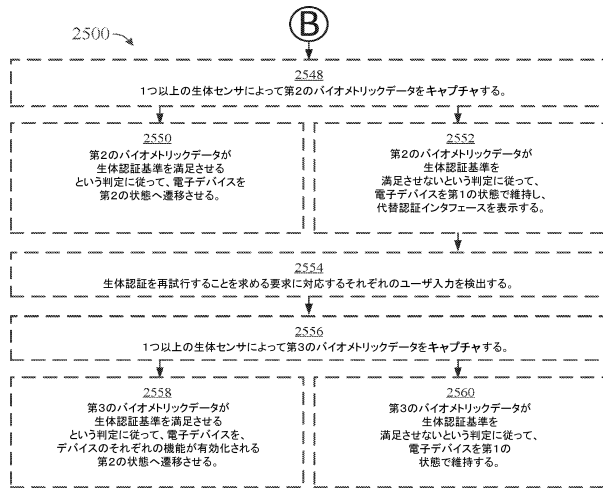 2500
B
2548
1つ以上の生体センサによって第2のバイオメトリックデータをキャプチャする。
2550
第2のバイオメトリックデータが
生体認証基準を満足させる
という判定に従って、電子デバイスを
第2の状態へ遷移させる。
2552
第2のバイオメトリックデータが
生体認証基準を
満足させないという判定に従って、
電子デバイスを第1の状態で維持し、
代替認証インタフェースを表示する。
2554
生体認証を再試行することを求める要求に対応するそれぞれのユーザ入力を検出する。
2556
1つ以上の生体センサによって第3のバイオメトリックデータをキャプチャする。
2558
第3のバイオメトリックデータが
生体認証基準を満足させる
という判定に従って、電子デバイスを、
デバイスのそれぞれの機能が有効化される
第2の状態へ遷移させる。
2560
第3のバイオメトリックデータが
生体認証基準を
満足させないという判定に従って、
電子デバイスを第1の
状態で維持する。